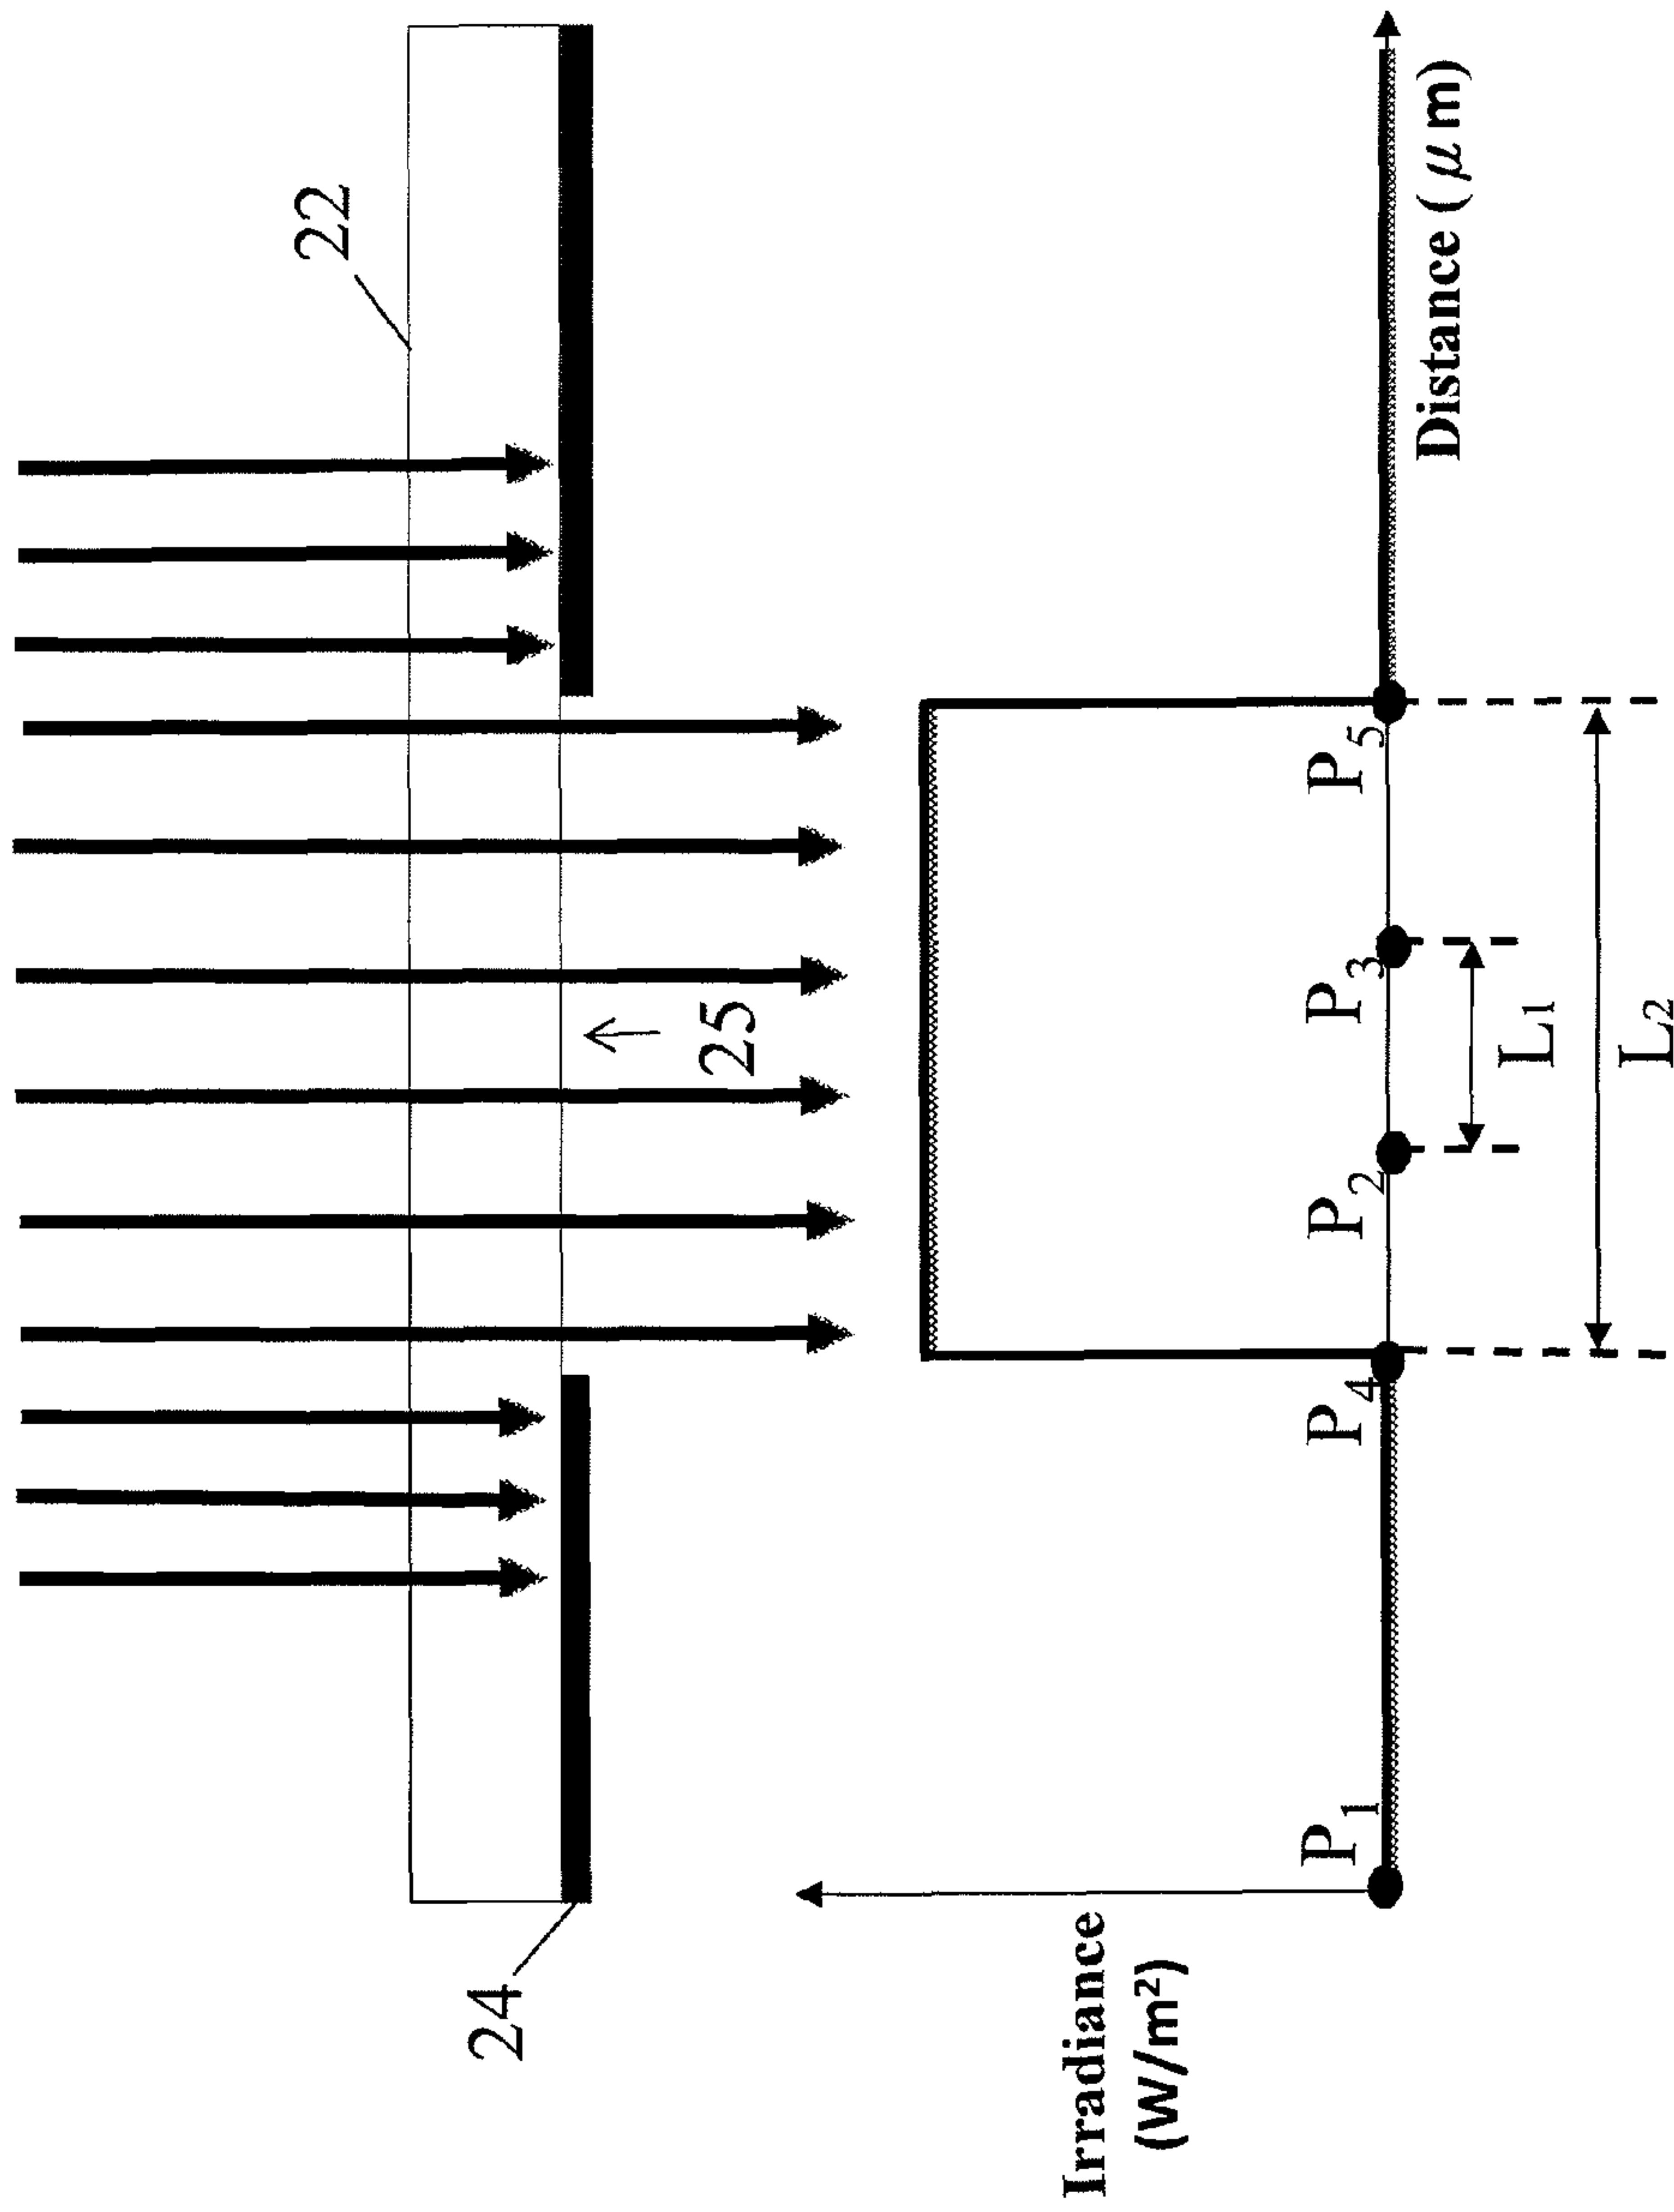 22
24
25
Irradiance
(W/m²)
P₁
P₄
P₂
P₃
P₅
Distance (μm)
L₁
L₂